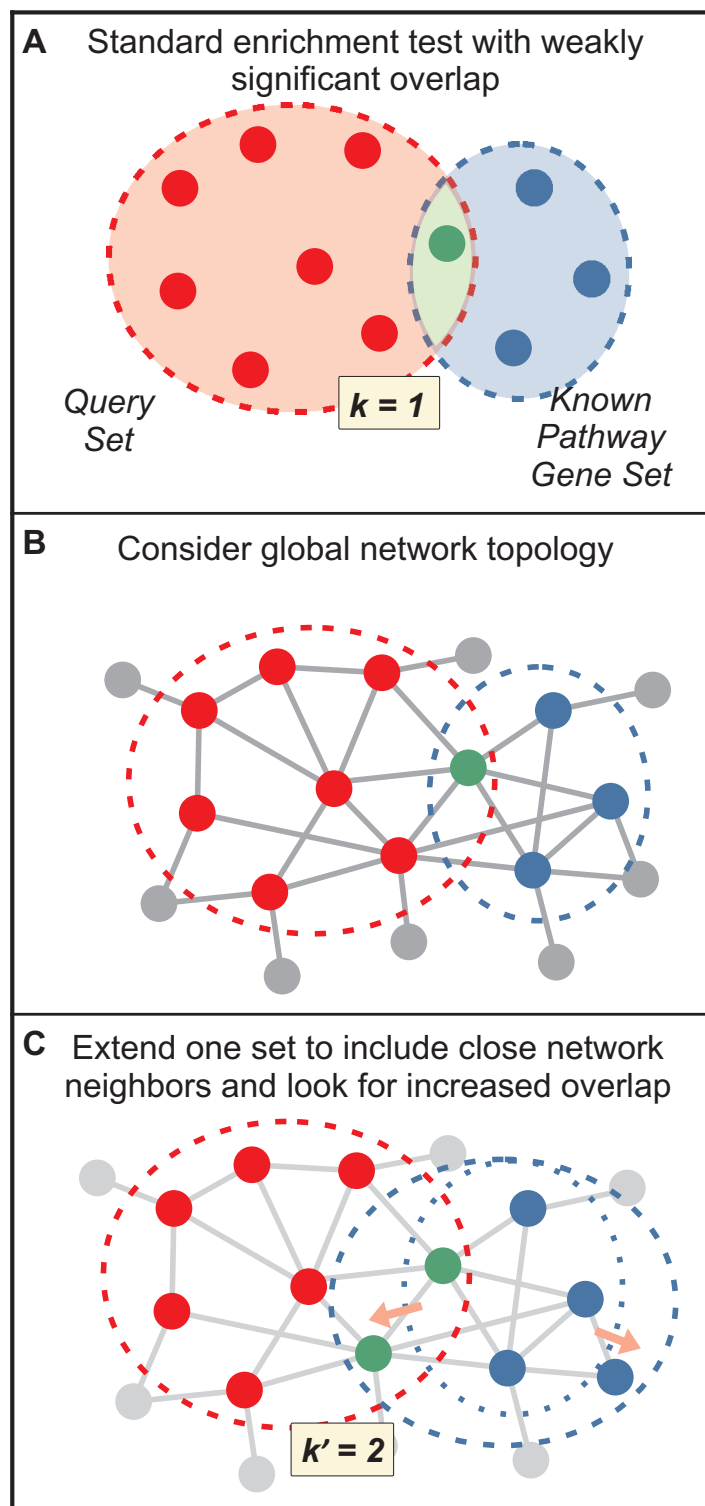 A Standard enrichment test with weakly
significant overlap
k = 1
Query
Set
Known
Pathway
Gene Set
B Consider global network topology
C Extend one set to include close network
neighbors and look for increased overlap
k’ = 2